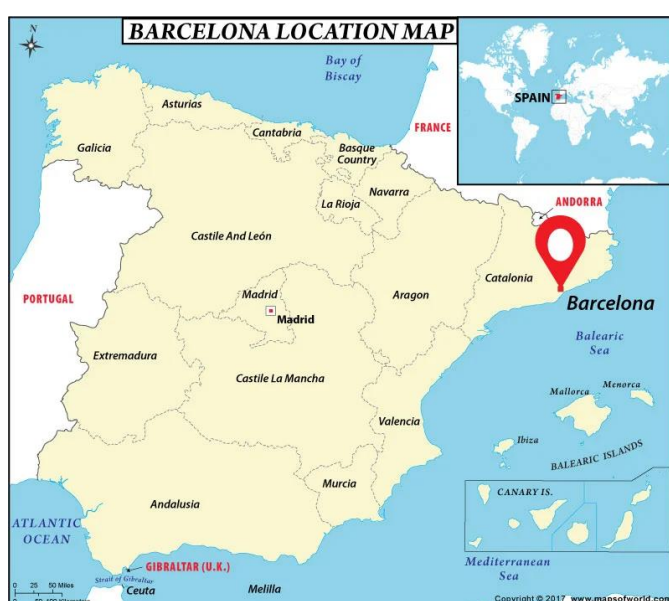 BARCELONA LOCATION MAP
Bay of
Biscay
SPAIN
Asturias
Cantabria
Basque
Country
FRANCE
Galicia
Navarra
La Rioja
ANDORRA
Castile And León
Catalonia
PORTUGAL
Madrid
Madrid
Aragon
Barcelona
Balearic
Sea
Extremadura
Castile La Mancha
Mallorca
Menorca
Valencia
Ibiza
BALEARIC ISLANDS
Murcia
CANARY IS.
Andalusia
ATLANTIC
OCEAN
GIBRALTAR (U.K.)
Strait of Gibraltar
Mediterranean
Sea
0 25 50 Miles
Ceuta
Melilla
Copyright © 2017 www.mapsofworld.com